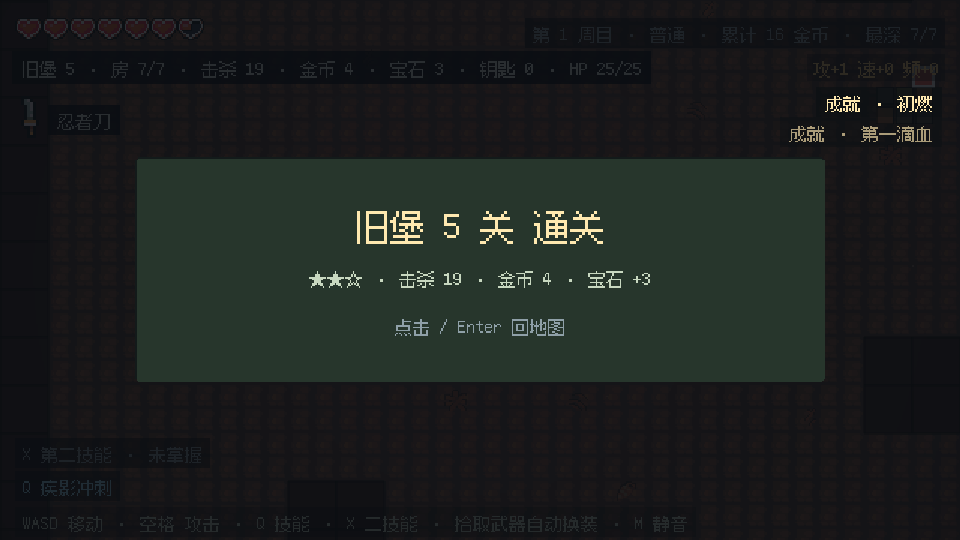 第 1 周目 · 普通 · 累计 16 金币 · 最深 7/7
旧堡 5 · 房 7/7 · 击杀 19 · 金币 4 · 宝石 3 · 钥匙 0 · HP 25/25
攻+1 速+0 频+0
成就 · 初燃
忍者刀
成就 · 第一滴血
旧堡 5 关 通关
★★☆ · 击杀 19 · 金币 4 · 宝石 +3
点击 / Enter 回地图
X 第二技能 · 未掌握
Q 疾影冲刺
WASD 移动 · 空格 攻击 · Q 技能 · X 二技能 · 拾取武器自动换装 · M 静音